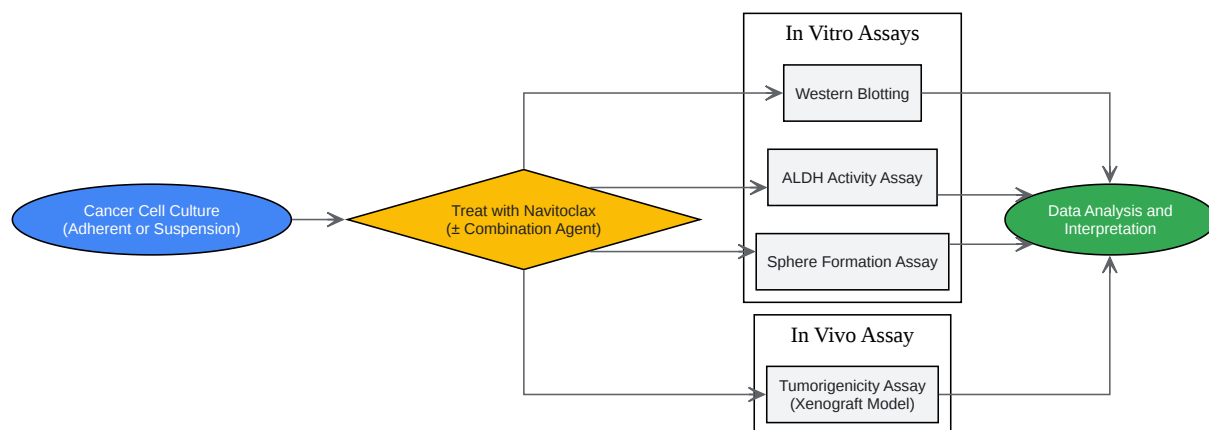 Cancer Cell Culture
(Adherent or Suspension)
Treat with Navitoclax
(± Combination Agent)
In Vitro Assays
Western Blotting
ALDH Activity Assay
Sphere Formation Assay
In Vivo Assay
Tumorigenicity Assay
(Xenograft Model)
Data Analysis and
Interpretation